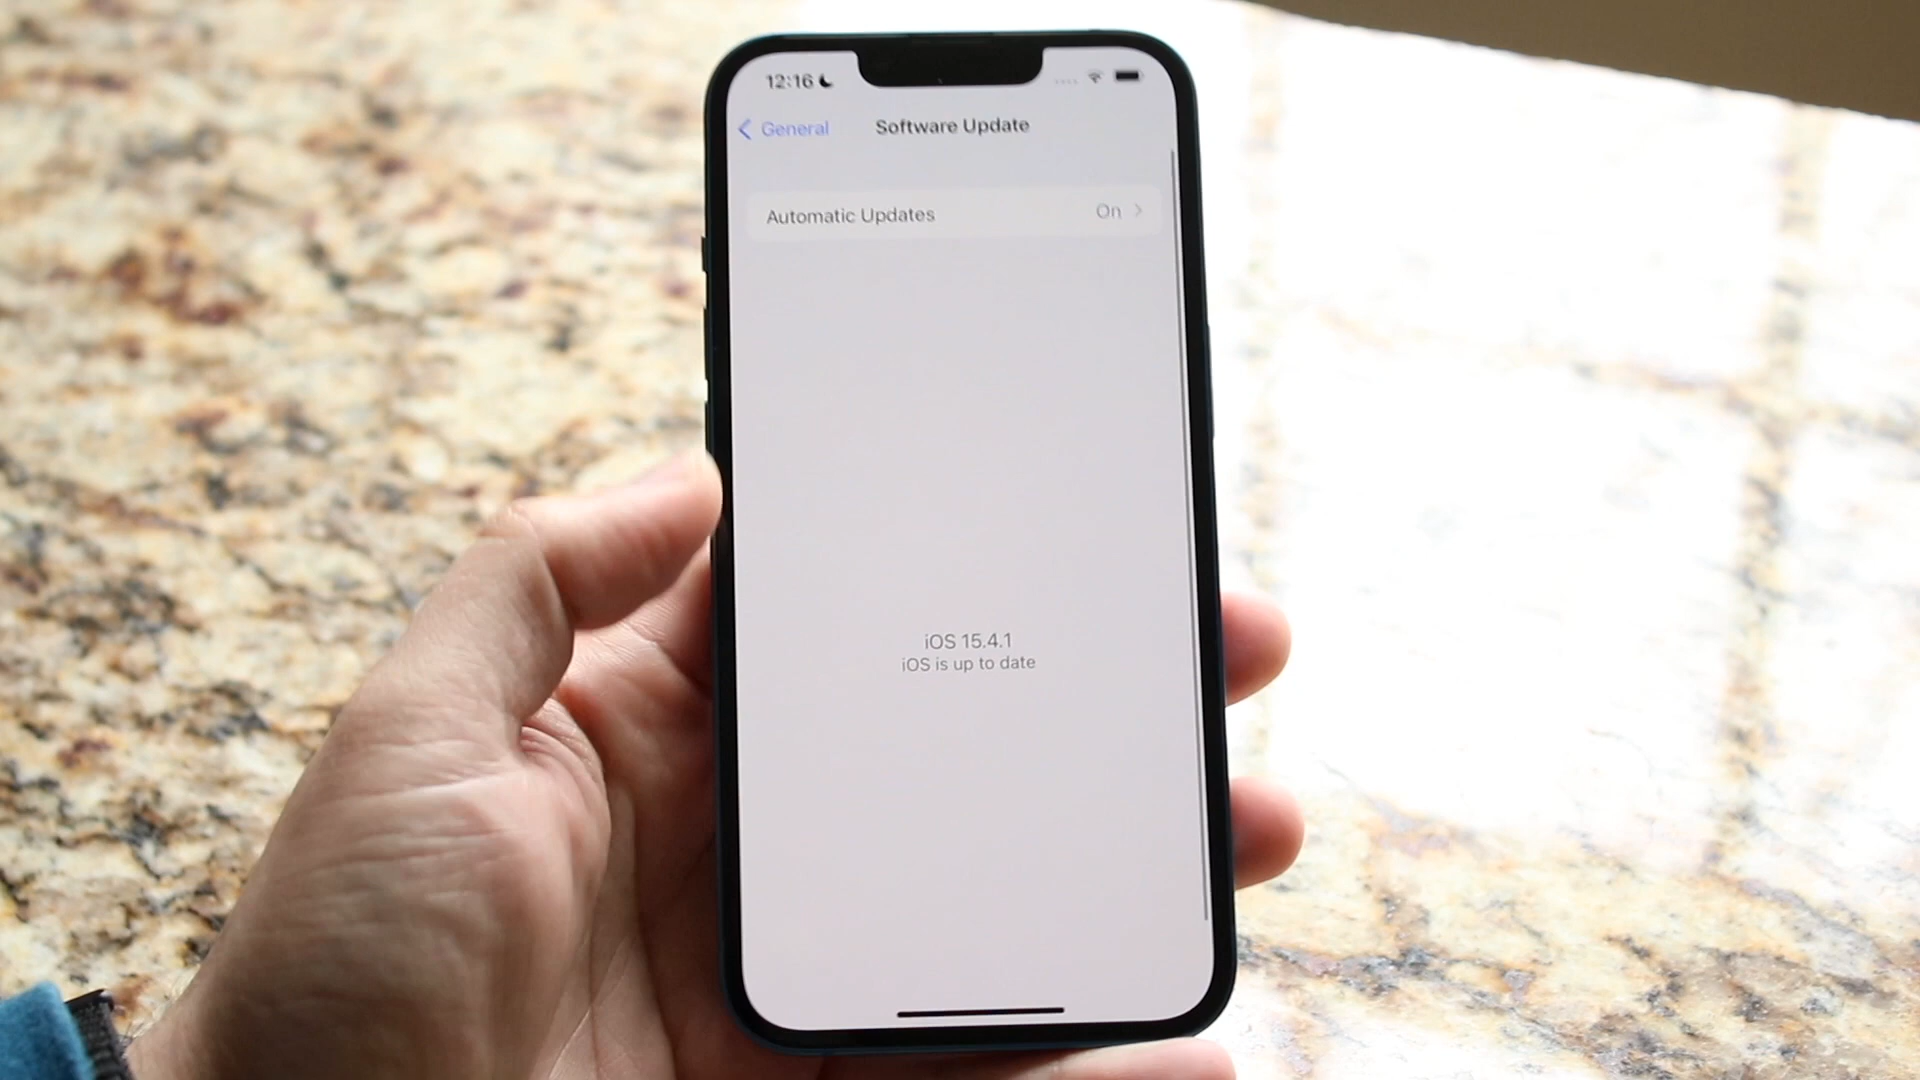 12:16
General
Software Update
Automatic Updates
On
iOS 15.4.1
iOS is up to date